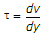 τ = dv/dy